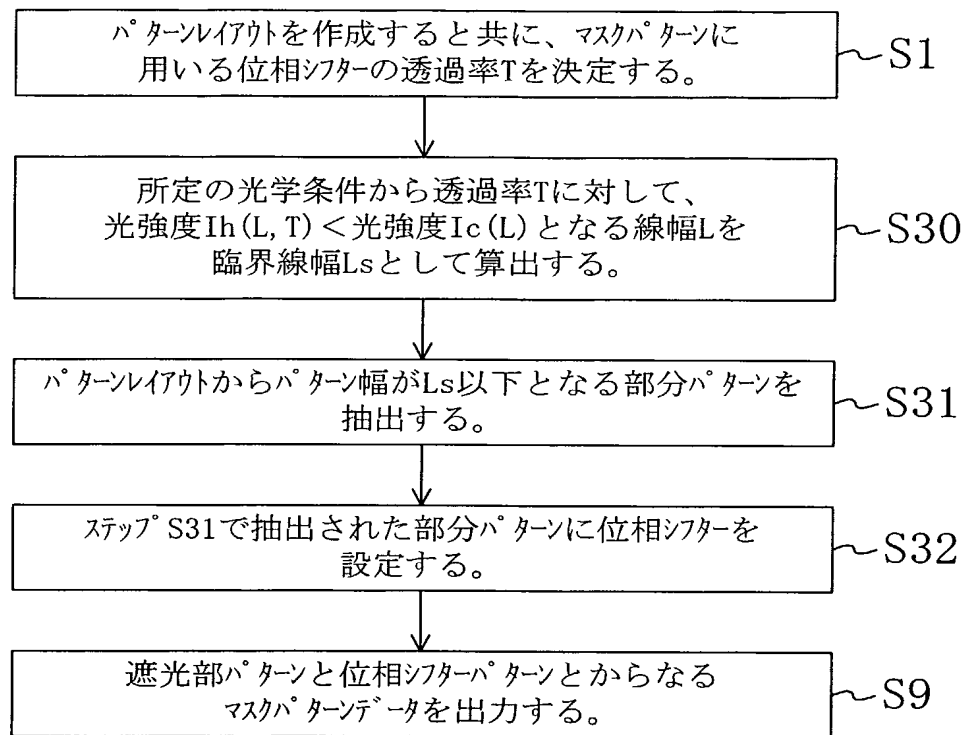 ﾊﾟﾀｰﾝﾚｲｱｳﾄを作成すると共に、ﾏｽｸﾊﾟﾀｰﾝに
用いる位相ｼﾌﾀｰの透過率Tを決定する。
S1
所定の光学条件から透過率Tに対して、
光強度Ih(L,T)＜光強度Ic(L)となる線幅Lを
臨界線幅Lsとして算出する。
S30
ﾊﾟﾀｰﾝﾚｲｱｳﾄからﾊﾟﾀｰﾝ幅がLs以下となる部分ﾊﾟﾀｰﾝを
抽出する。
S31
ｽﾃｯﾌﾟS31で抽出された部分ﾊﾟﾀｰﾝに位相ｼﾌﾀｰを
設定する。
S32
遮光部ﾊﾟﾀｰﾝと位相ｼﾌﾀｰﾊﾟﾀｰﾝとからなる
ﾏｽｸﾊﾟﾀｰﾝﾃﾞｰﾀを出力する。
S9